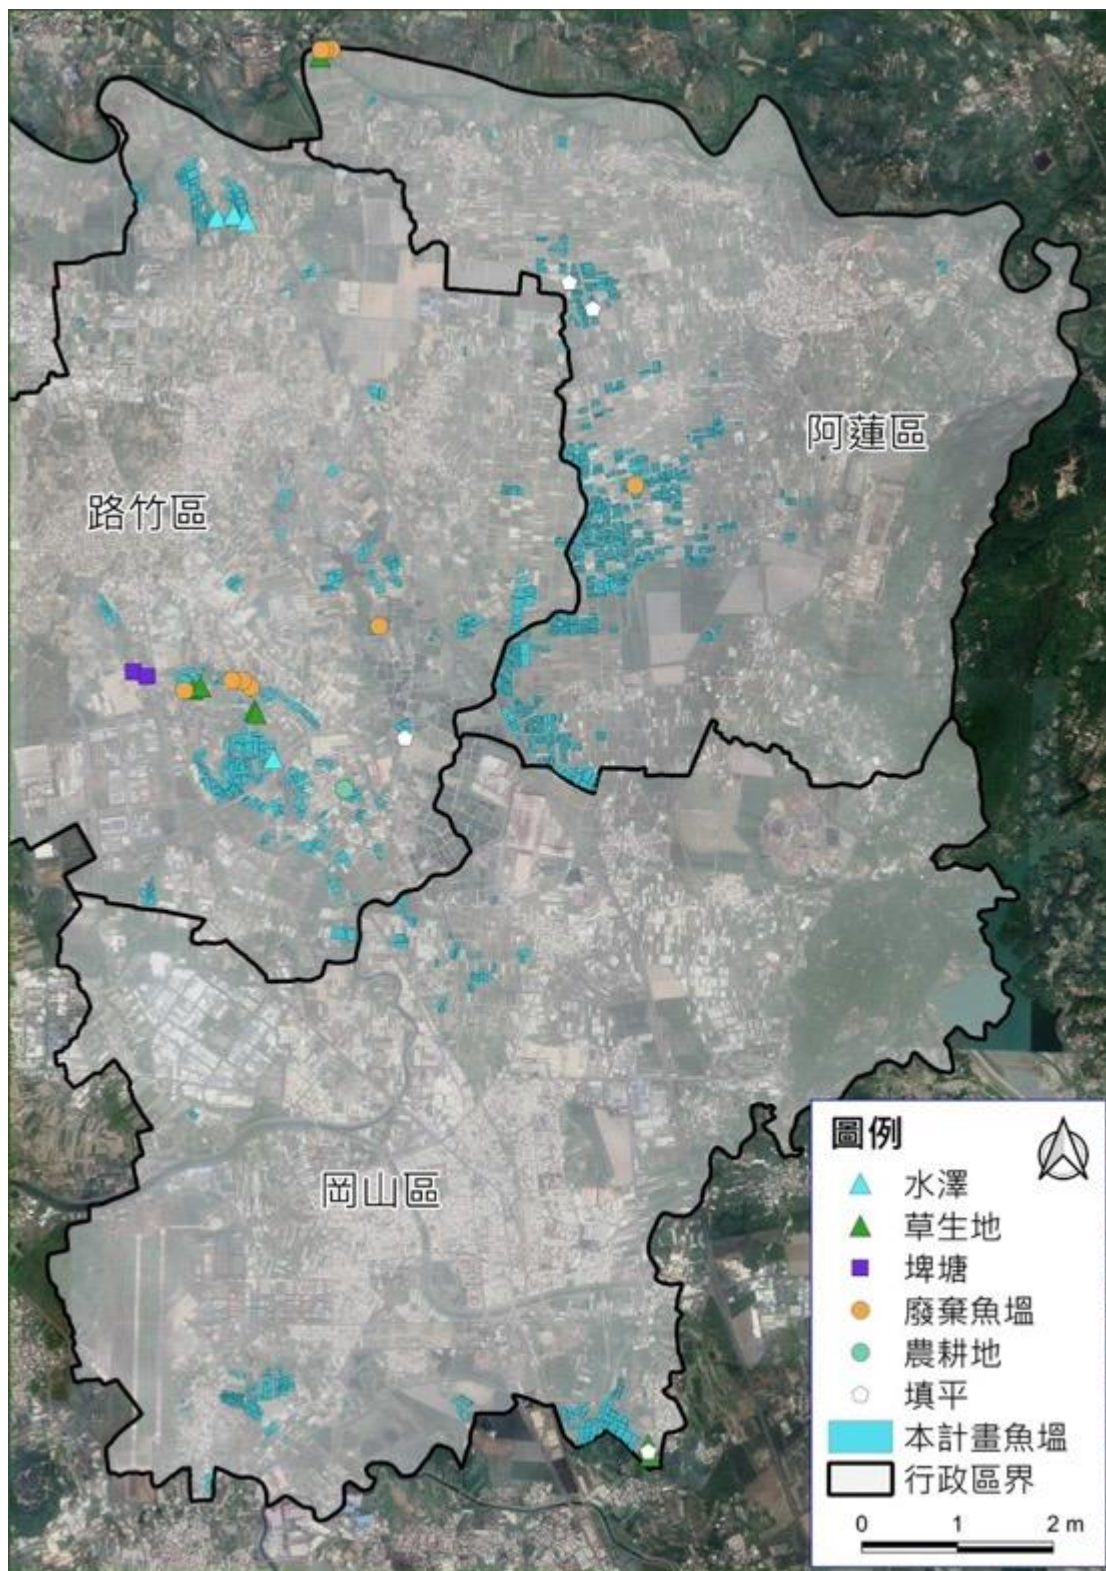 阿蓮區
路竹區
岡山區
圖例
水澤
草生地
埤塘
廢棄魚塭
農耕地
填平
本計畫魚塭
行政區界
0 1 2 m